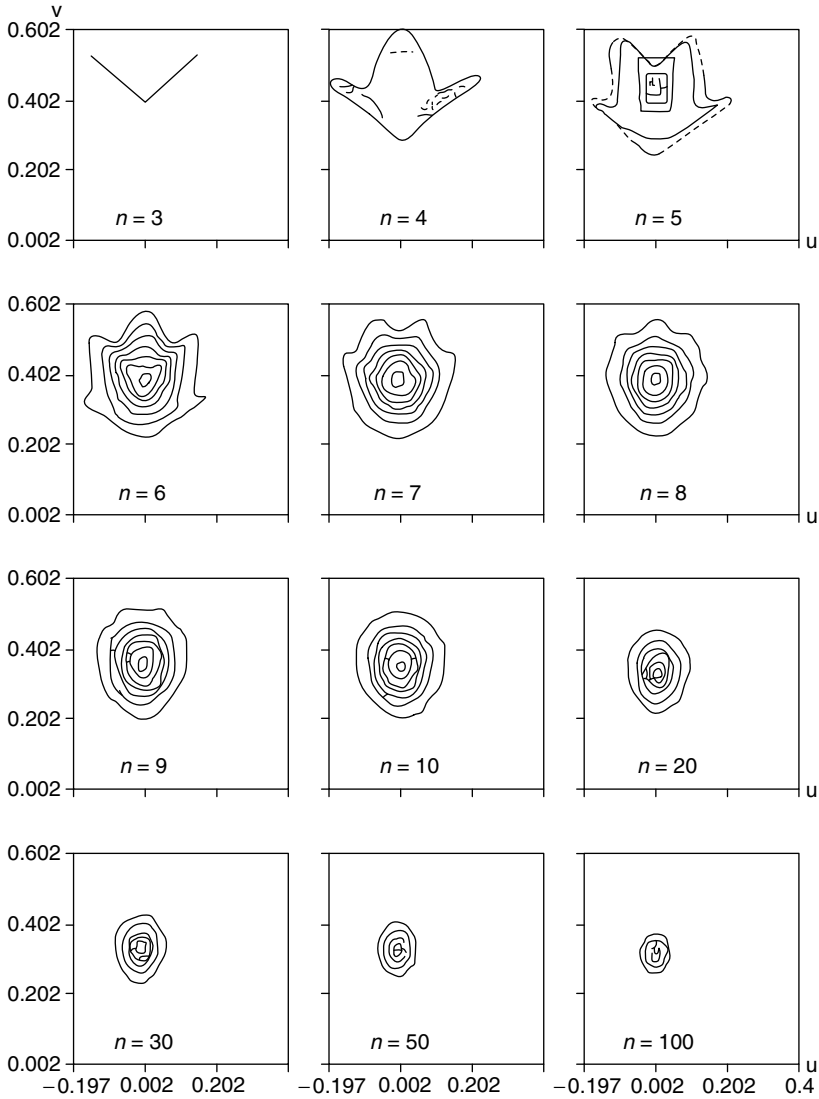 v
0.602
0.402
0.202
0.002
n = 3
n = 4
n = 5
u
0.602
0.402
0.202
0.002
n = 6
n = 7
n = 8
u
0.602
0.402
0.202
0.002
n = 9
n = 10
n = 20
u
0.602
0.402
0.202
0.002
n = 30
n = 50
n = 100
u
−0.197 0.002 0.202 −0.197 0.002 0.202 −0.197 0.002 0.202 0.4